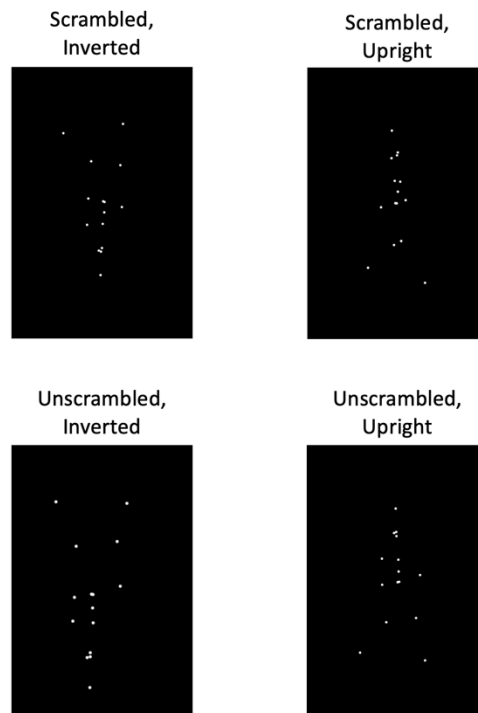 Scrambled,
Inverted
Scrambled,
Upright
Unscrambled,
Inverted
Unscrambled,
Upright